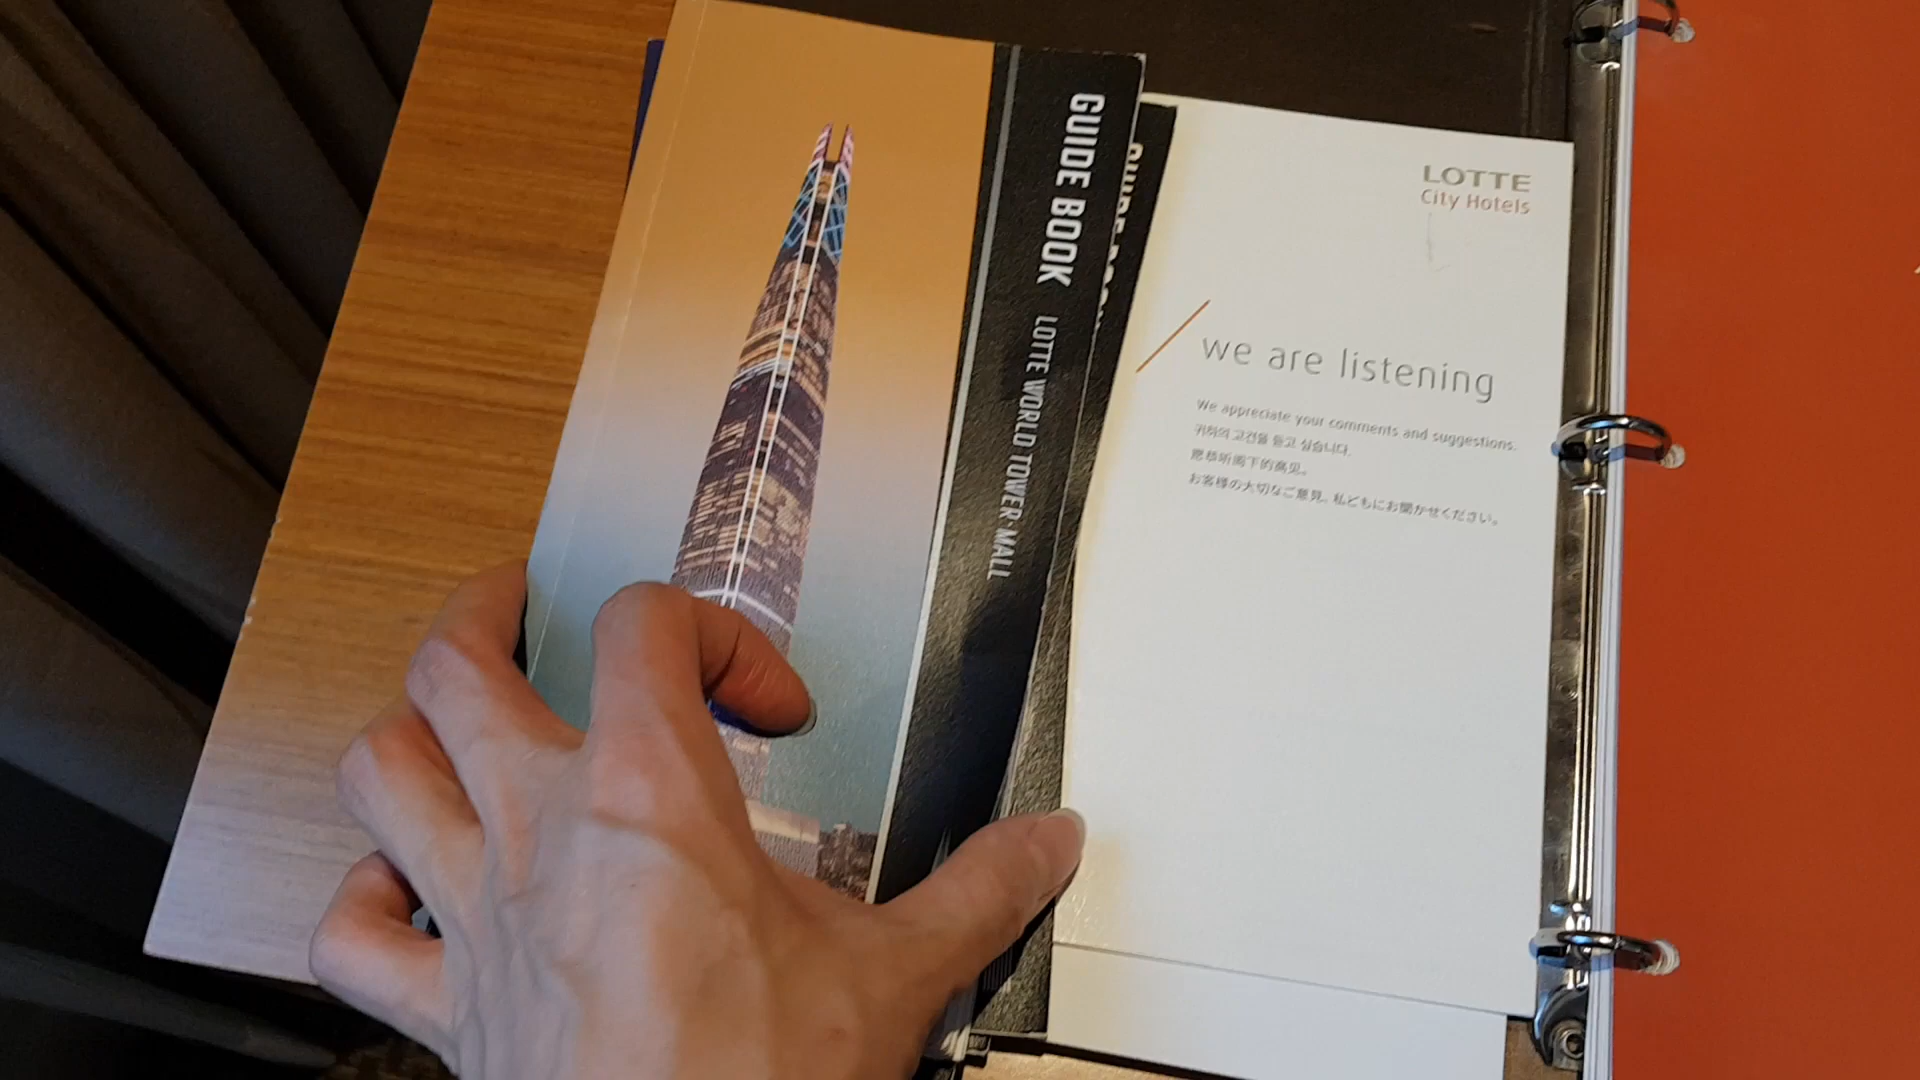 GUIDE BOOK LOTTE WORLD TOWER·MALL
GUIDE BOOK
LOTTE
City Hotels
we are listening
We appreciate your comments and suggestions.
귀하의 고견을 듣고 싶습니다.
愿恭听阁下的高见。
お客様の大切なご意見、私どもにお聞かせください。